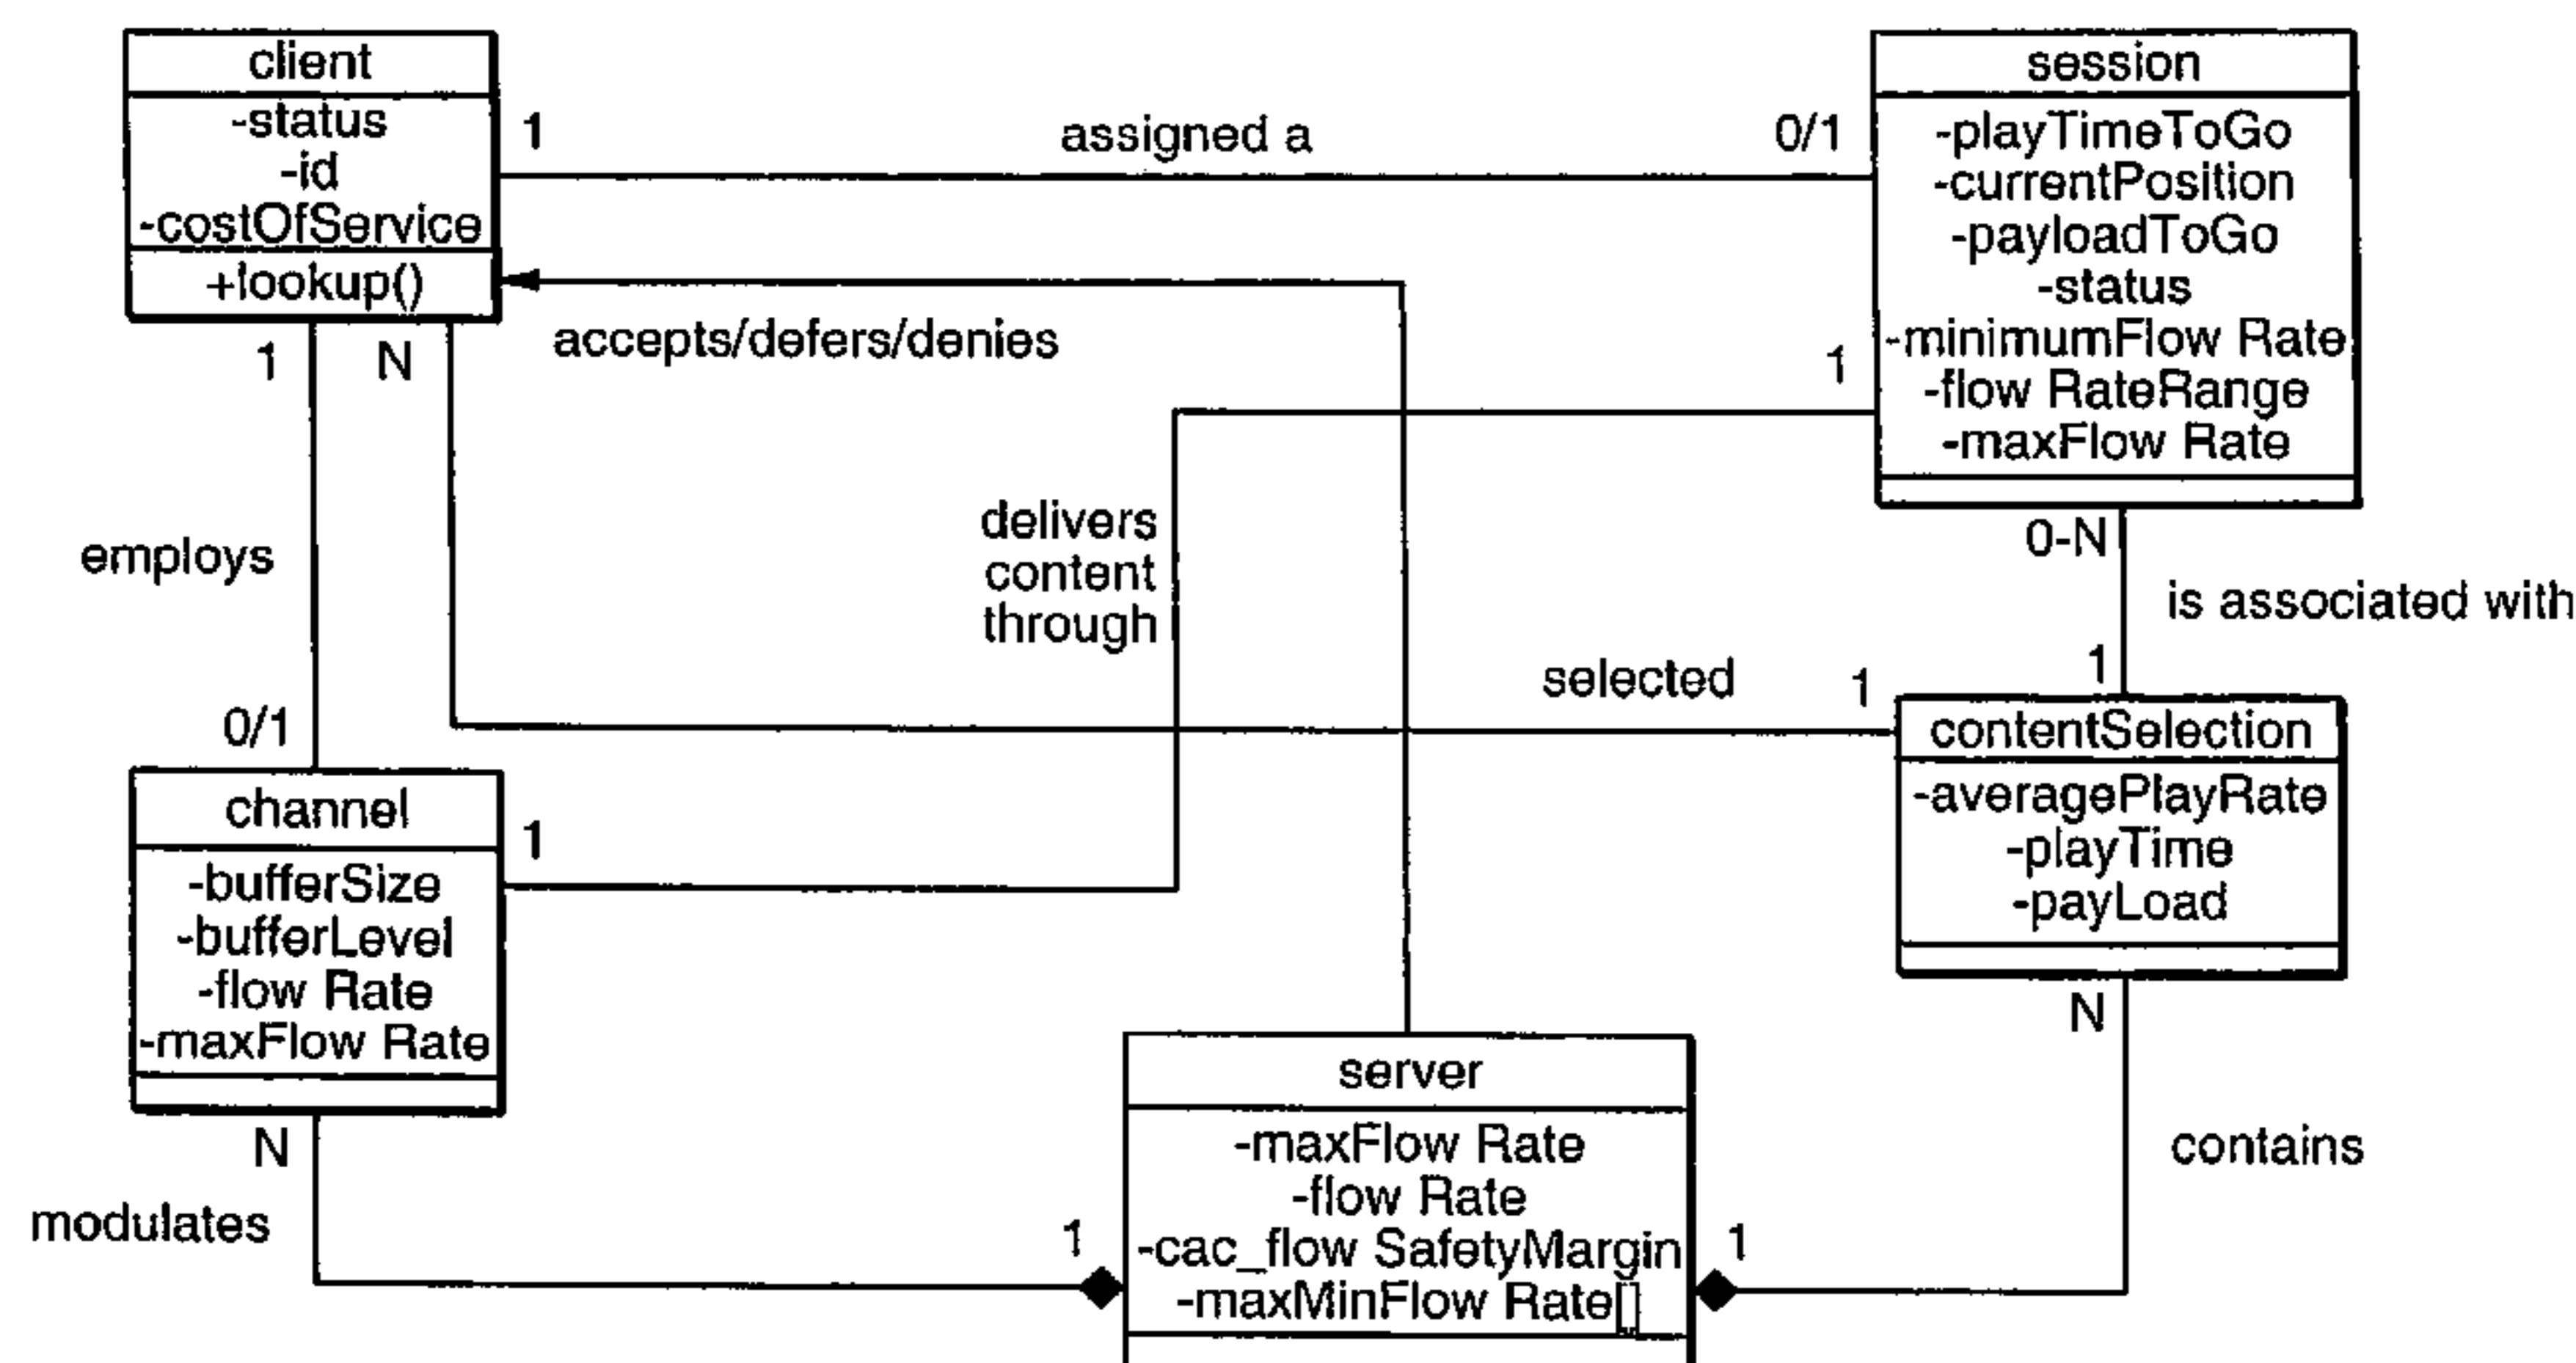 client
-status
-id
-costOfService
+lookup()
1
assigned a
0/1
session
-playTimeToGo
-currentPosition
-payloadToGo
-status
-minimumFlow Rate
-flow RateRange
-maxFlow Rate
accepts/defers/denies
1
N
1
employs
delivers
content
through
0-N
is associated with
1
selected
1
0/1
contentSelection
-averagePlayRate
-playTime
-payLoad
channel
-bufferSize
-bufferLevel
-flow Rate
-maxFlow Rate
1
N
modulates
1
server
-maxFlow Rate
-flow Rate
-cac_flow SafetyMargin
-maxMinFlow Rate[]
1
N
contains